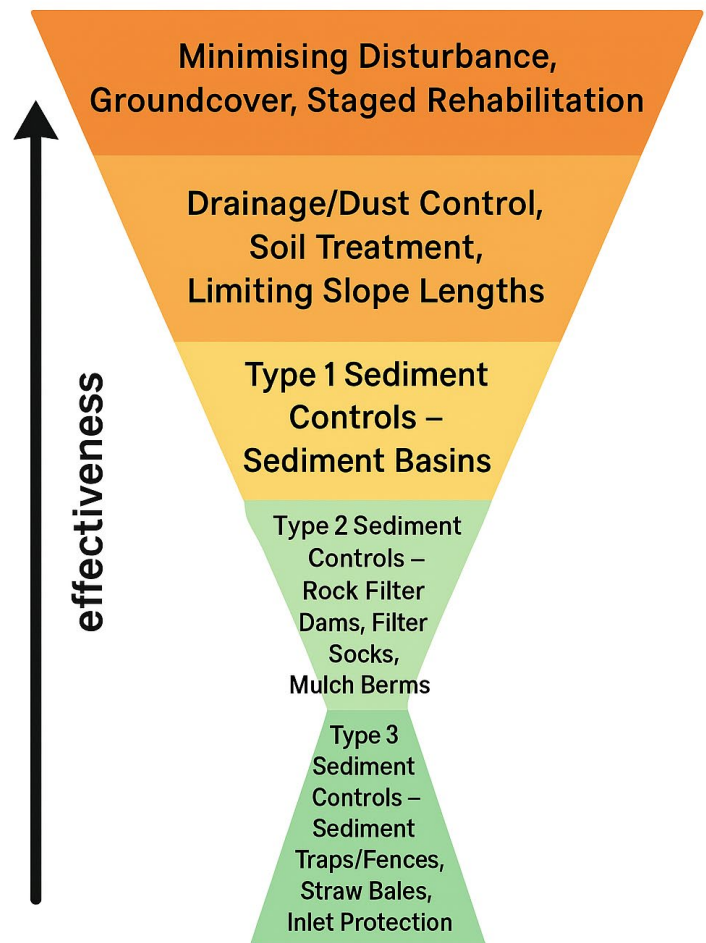 Minimising Disturbance,
Groundcover, Staged Rehabilitation
Drainage/Dust Control,
Soil Treatment,
Limiting Slope Lengths
Type 1 Sediment
Controls –
Sediment Basins
Type 2 Sediment
Controls –
Rock Filter
Dams, Filter
Socks,
Mulch Berms
Type 3
Sediment
Controls –
Sediment
Traps/Fences,
Straw Bales,
Inlet Protection
effectiveness